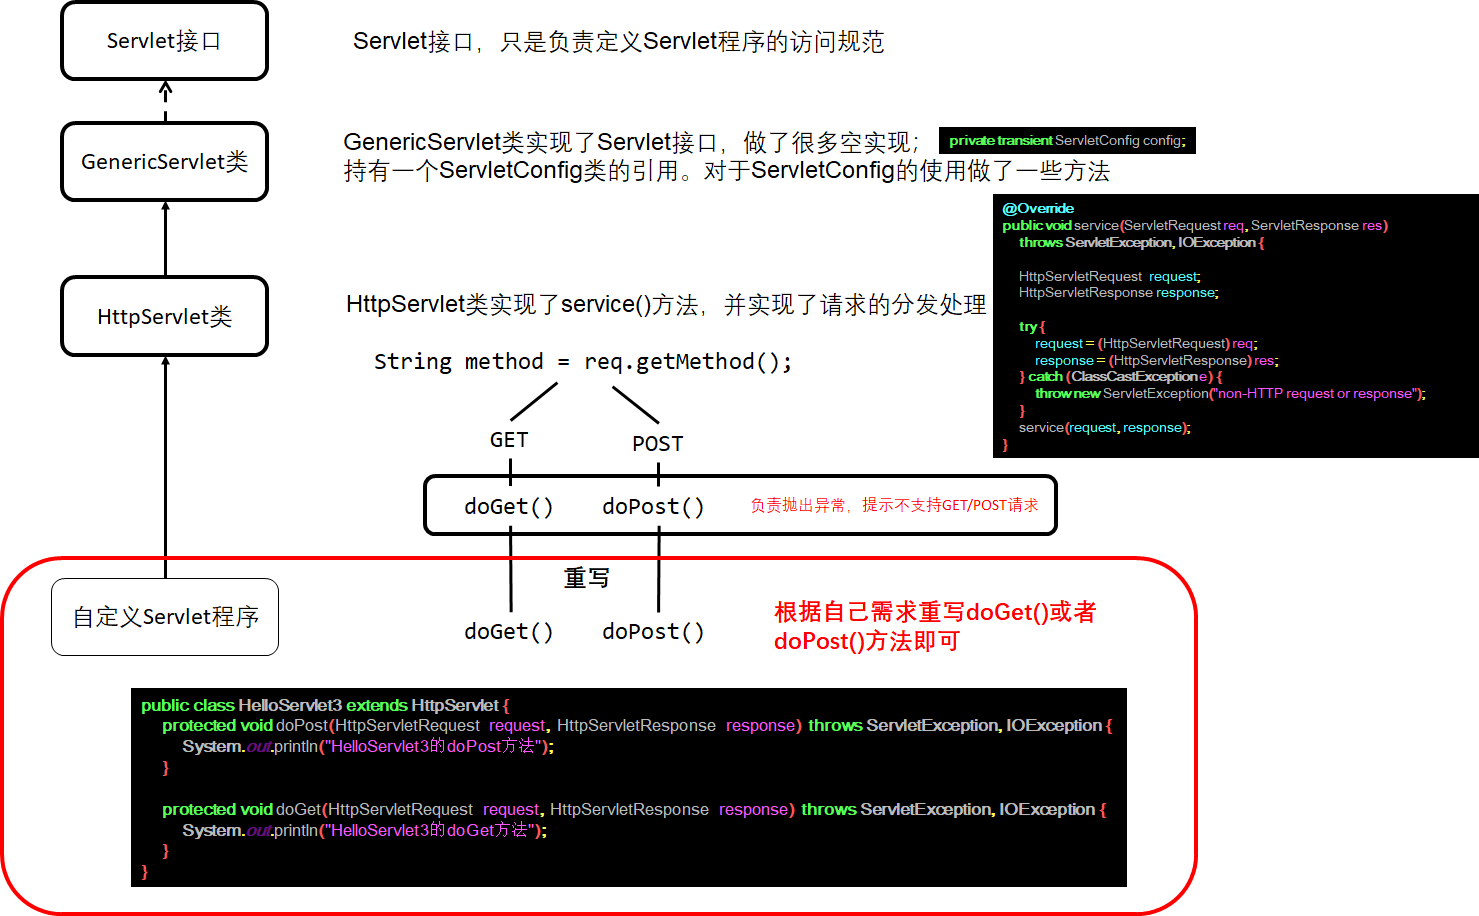 Servlet接口
Servlet接口，只是负责定义Servlet程序的访问规范
GenericServlet类
GenericServlet类实现了Servlet接口，做了很多空实现；
private transient ServletConfig config;
持有一个ServletConfig类的引用。对于ServletConfig的使用做了一些方法
@Override
public void service(ServletRequest req, ServletResponse res)
throws ServletException, IOException {
HttpServletRequest request;
HttpServletResponse response;
try {
request = (HttpServletRequest) req;
response = (HttpServletResponse) res;
} catch (ClassCastException e) {
throw new ServletException("non-HTTP request or response");
}
service(request, response);
}
HttpServlet类
HttpServlet类实现了service()方法，并实现了请求的分发处理
String method = req.getMethod();
GET
POST
doGet()
doPost()
负责抛出异常，提示不支持GET/POST请求
重写
自定义Servlet程序
doGet()
doPost()
根据自己需求重写doGet()或者
doPost()方法即可
public class HelloServlet3 extends HttpServlet {
protected void doPost(HttpServletRequest request, HttpServletResponse response) throws ServletException, IOException {
System.out.println("HelloServlet3的doPost方法");
}
protected void doGet(HttpServletRequest request, HttpServletResponse response) throws ServletException, IOException {
System.out.println("HelloServlet3的doGet方法");
}
}